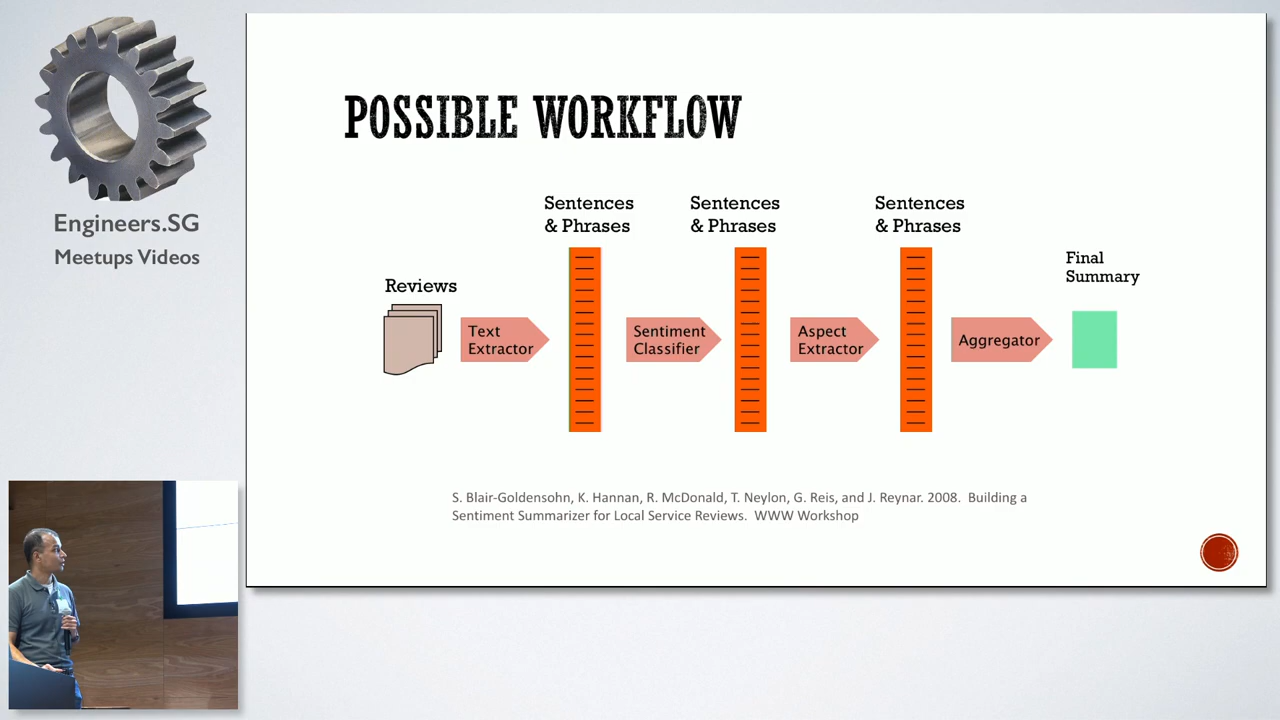 Engineers.SG
Meetups Videos
POSSIBLE WORKFLOW
Sentences
& Phrases
Sentences
& Phrases
Sentences
& Phrases
Final
Summary
Reviews
Text
Extractor
Sentiment
Classifier
Aspect
Extractor
Aggregator
S. Blair-Goldensohn, K. Hannan, R. McDonald, T. Neylon, G. Reis, and J. Reynar. 2008. Building a
Sentiment Summarizer for Local Service Reviews. WWW Workshop